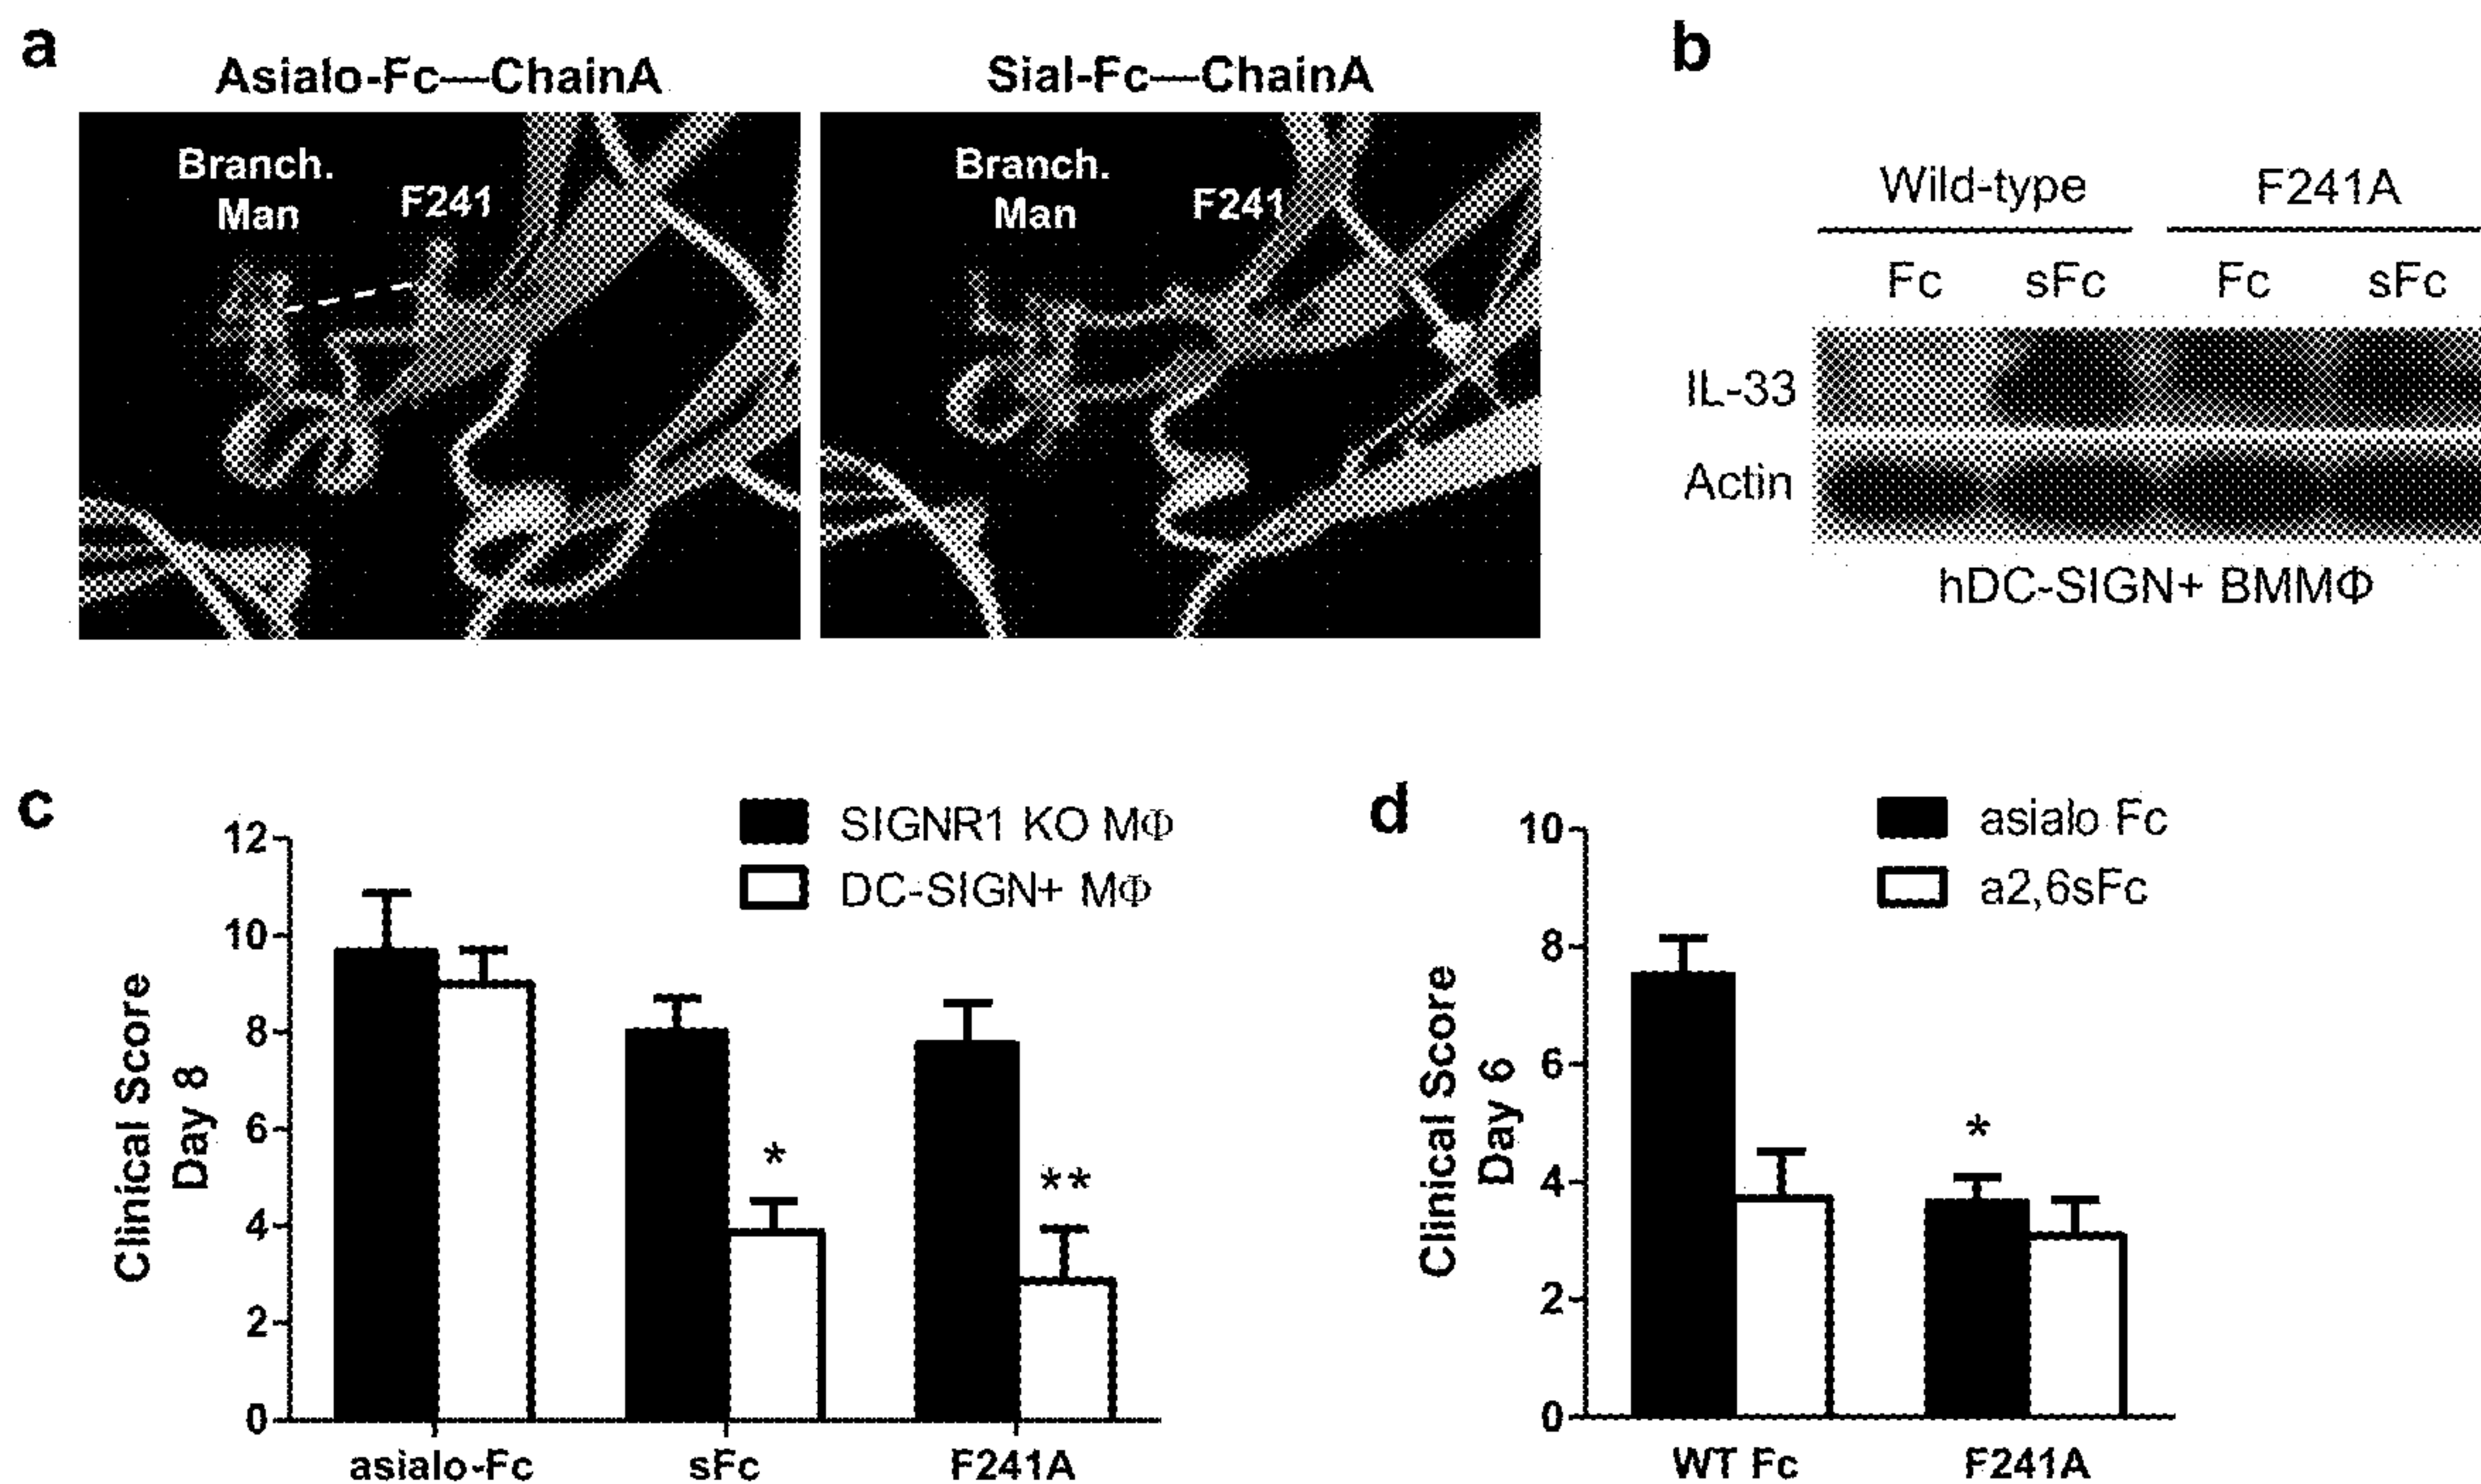 a
Asialo-Fc—ChainA
Branch.
Man
F241
Sial-Fc—ChainA
Branch.
Man
F241
b
Wild-type F241A
Fc sFc Fc sFc
IL-33
Actin
hDC-SIGN+ BMMΦ
c
SIGNR1 KO MΦ
DC-SIGN+ MΦ
Clinical Score
Day 8
12
10
8
6
4
2
0
*
**
asialo-Fc sFc F241A
d
asialo Fc
a2,6sFc
Clinical Score
Day 6
10
8
6
4
2
0
*
WT Fc F241A